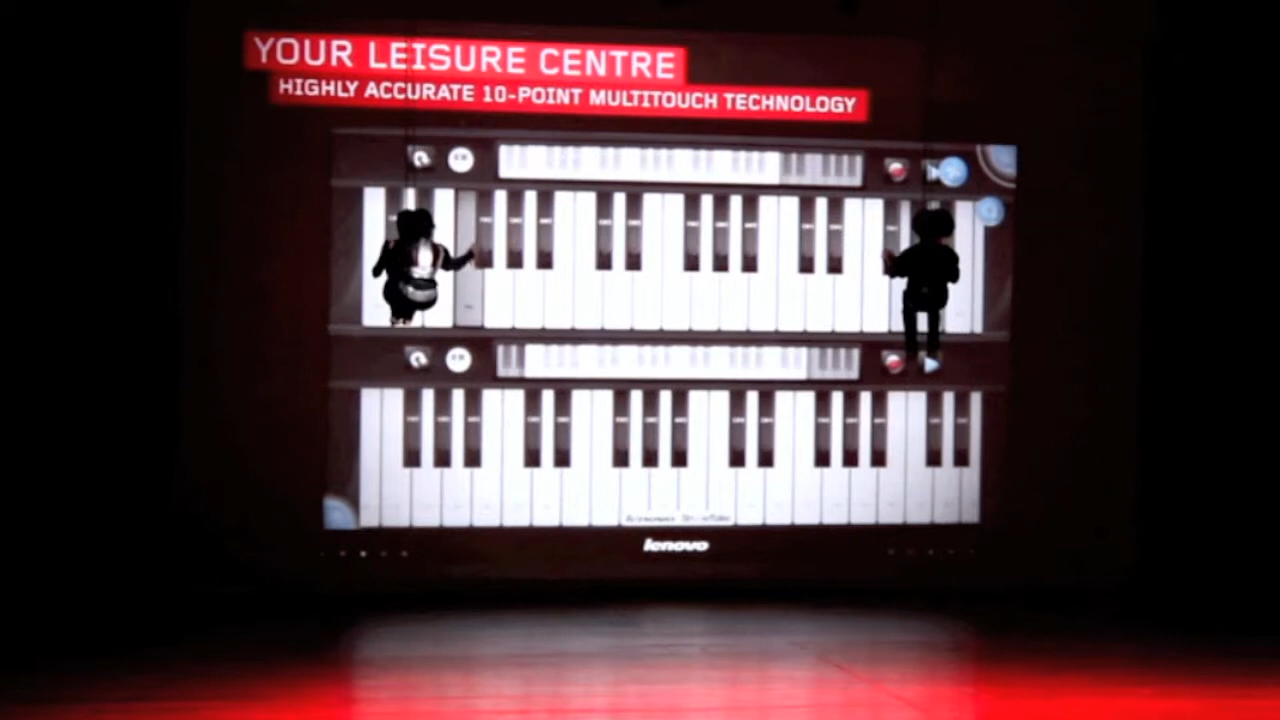 YOUR LEISURE CENTRE
HIGHLY ACCURATE 10-POINT MULTITOUCH TECHNOLOGY
lenovo